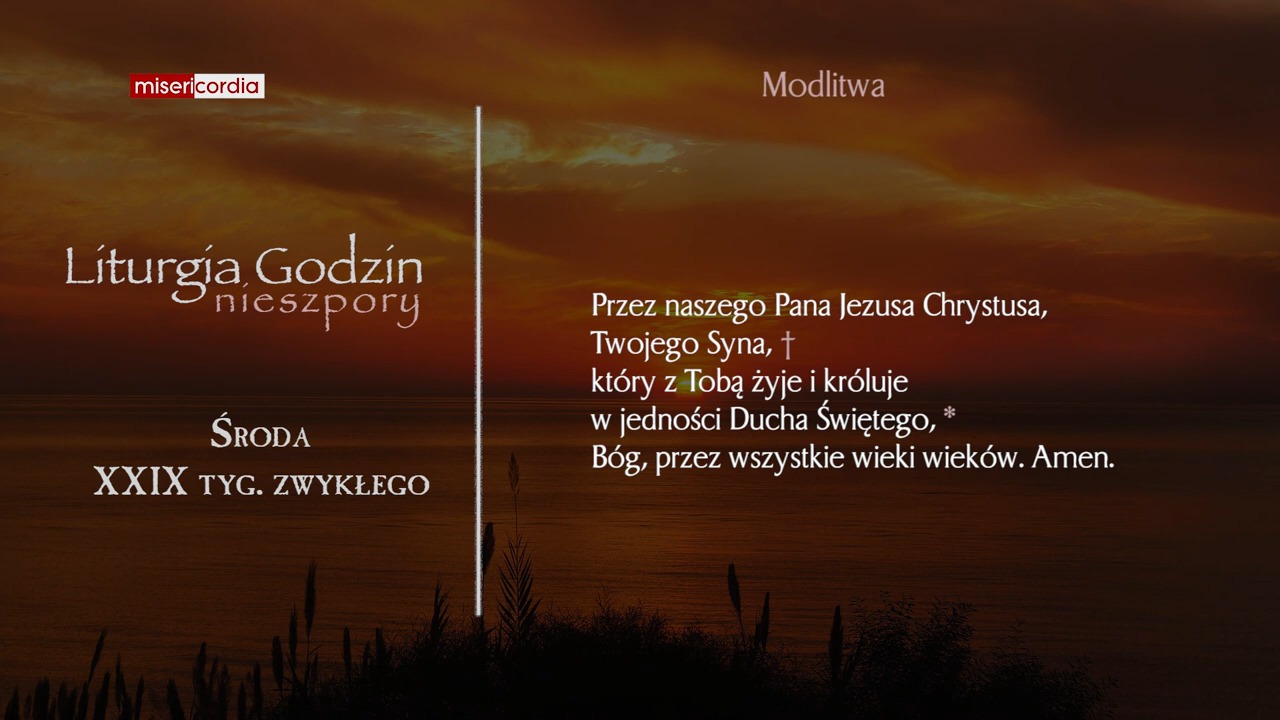 misericordia
Modlitwa
Liturgia Godzin
nieszpory
Środa
XXIX tyg. zwykłego
Przez naszego Pana Jezusa Chrystusa,
Twojego Syna, †
który z Tobą żyje i króluje
w jedności Ducha Świętego, *
Bóg, przez wszystkie wieki wieków. Amen.